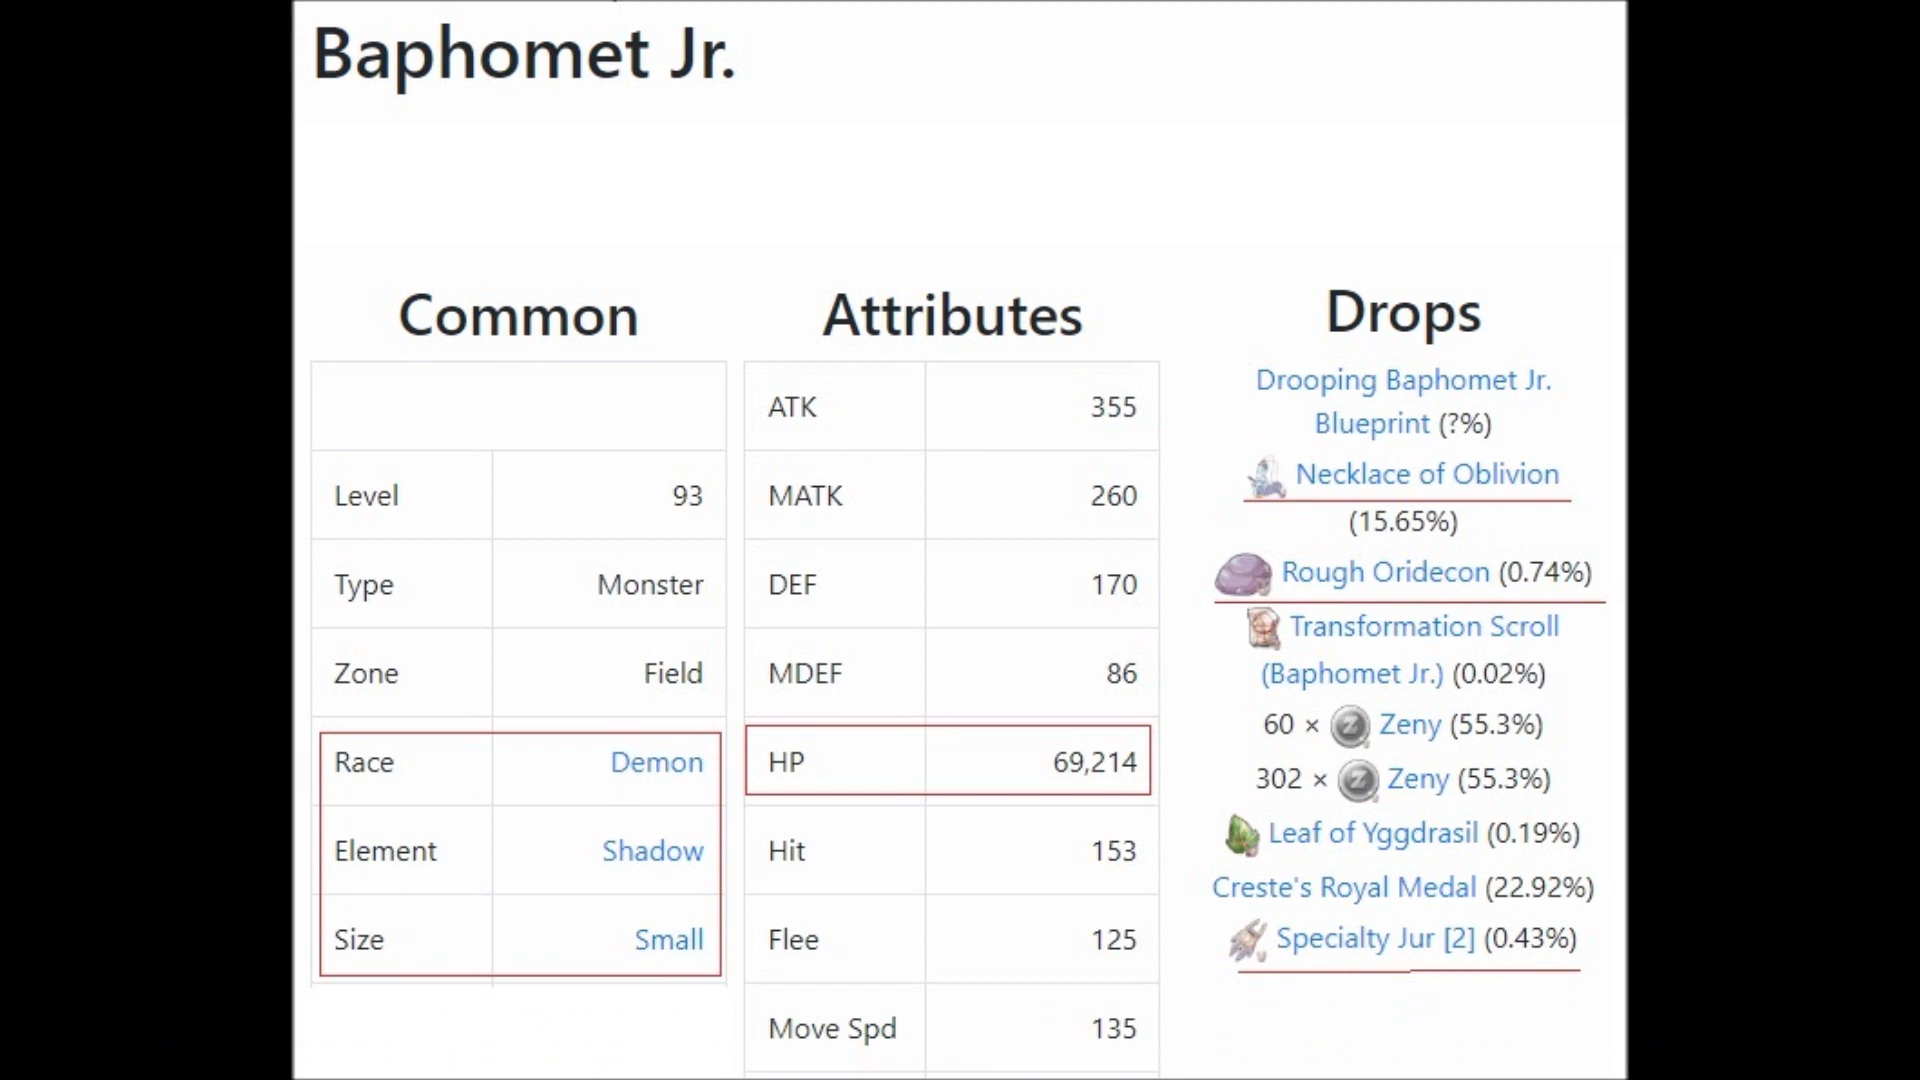 Baphomet Jr.
Common
Level 93
Type Monster
Zone Field
Race Demon
Element Shadow
Size Small
Attributes
ATK 355
MATK 260
DEF 170
MDEF 86
HP 69,214
Hit 153
Flee 125
Move Spd 135
Drops
Drooping Baphomet Jr.
Blueprint (?%)
Necklace of Oblivion
(15.65%)
Rough Oridecon (0.74%)
Transformation Scroll
(Baphomet Jr.) (0.02%)
60 × Z Zeny (55.3%)
302 × Z Zeny (55.3%)
Leaf of Yggdrasil (0.19%)
Creste's Royal Medal (22.92%)
Specialty Jur [2] (0.43%)